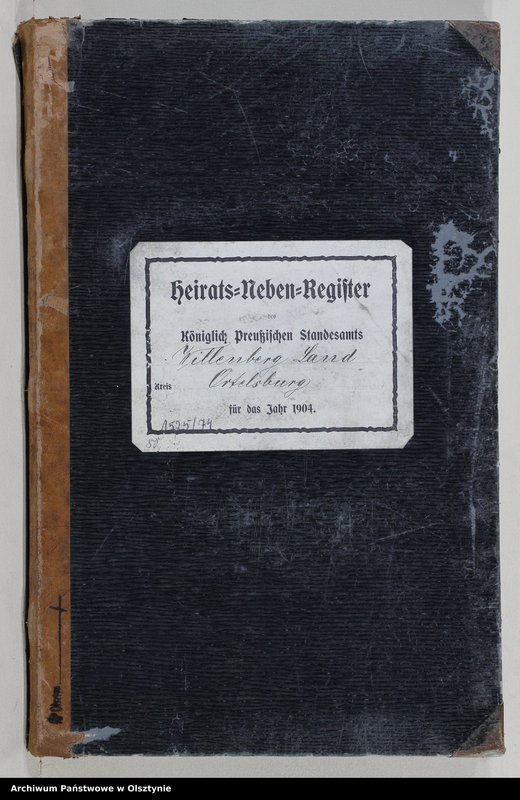 Heirats=Neben=Register
des
Königlich Preußischen Standesamts
Willenberg Land
Kreis Ortelsburg
für das Jahr 1904.
1525/74
Archiwum Państwowe w Olsztynie